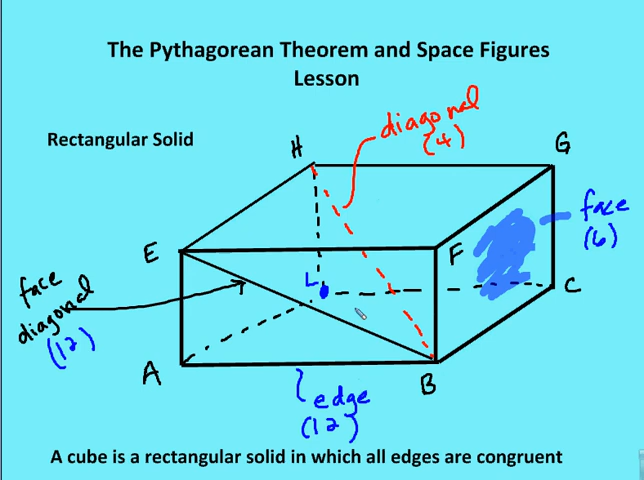 The Pythagorean Theorem and Space Figures
Lesson
Rectangular Solid
diagonal
(4)
H
G
face
(6)
E
F
face
diagonal
(12)
L
C
A
B
edge
(12)
A cube is a rectangular solid in which all edges are congruent